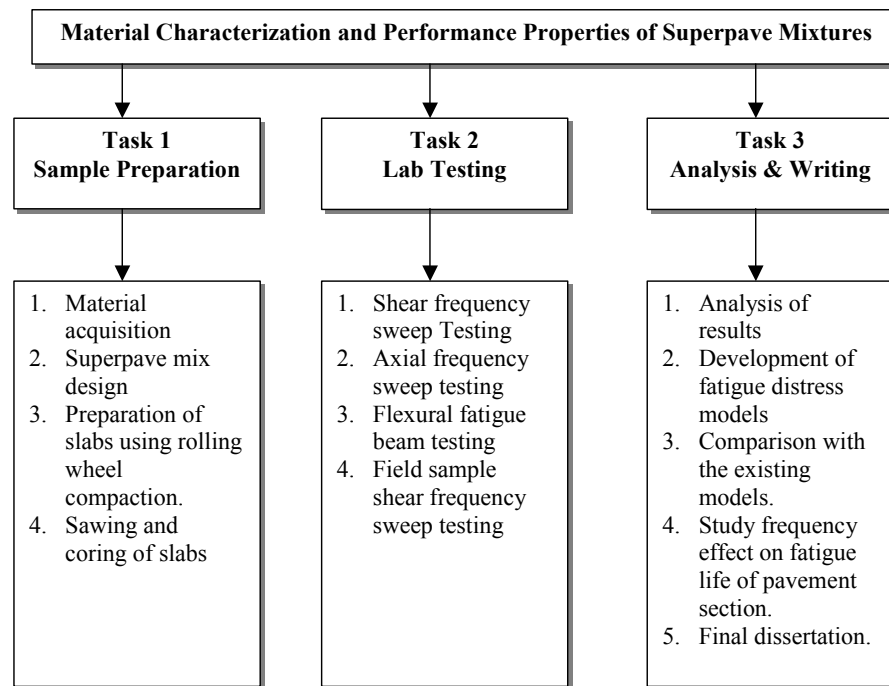 Material Characterization and Performance Properties of Superpave Mixtures
Task 1
Sample Preparation
Task 2
Lab Testing
Task 3
Analysis & Writing
1. Material
acquisition
2. Superpave mix
design
3. Preparation of
slabs using rolling
wheel
compaction.
4. Sawing and
coring of slabs
1. Shear frequency
sweep Testing
2. Axial frequency
sweep testing
3. Flexural fatigue
beam testing
4. Field sample
shear frequency
sweep testing
1. Analysis of
results
2. Development of
fatigue distress
models
3. Comparison with
the existing
models.
4. Study frequency
effect on fatigue
life of pavement
section.
5. Final dissertation.